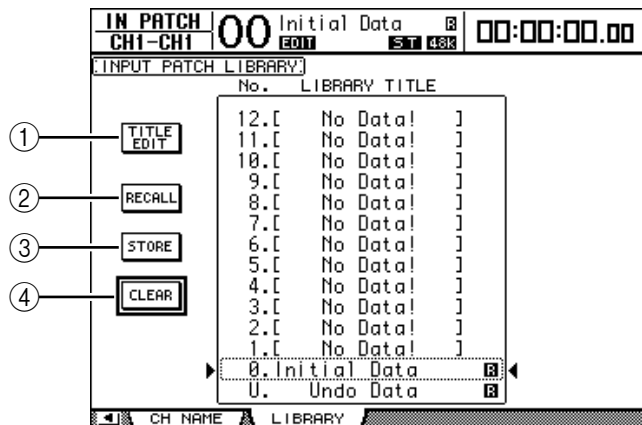 IN PATCH
CH1-CH1
00 Initial Data R
EDIT ST 48k
00:00:00.00
INPUT PATCH LIBRARY
No. LIBRARY TITLE
12.[ No Data! ]
11.[ No Data! ]
10.[ No Data! ]
9.[ No Data! ]
8.[ No Data! ]
7.[ No Data! ]
6.[ No Data! ]
5.[ No Data! ]
4.[ No Data! ]
3.[ No Data! ]
2.[ No Data! ]
1.[ No Data! ]
0.Initial Data R
U. Undo Data R
1 TITLE EDIT
2 RECALL
3 STORE
4 CLEAR
CH NAME LIBRARY